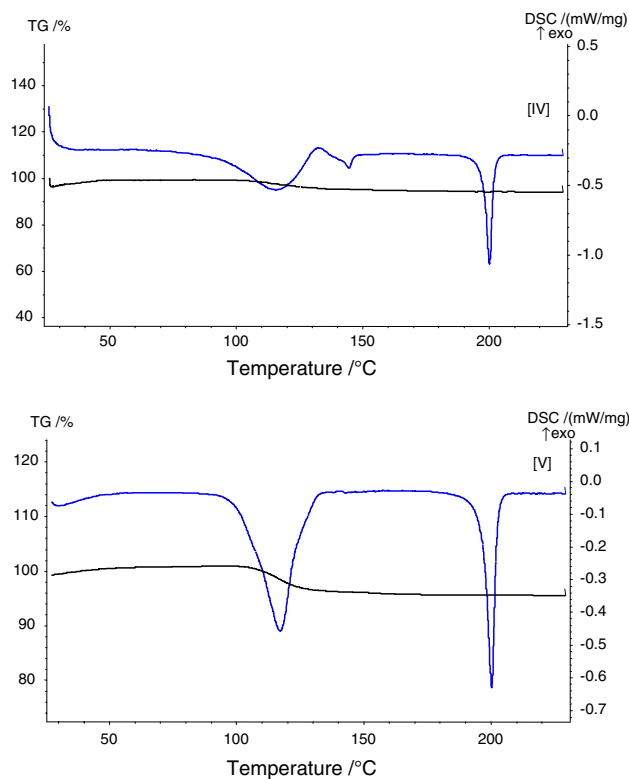 TG /%
DSC /(mW/mg)
↑ exo
0.5
140
[IV]
0.0
120
100
-0.5
80
-1.0
60
40
-1.5
50 100 150 200
Temperature /°C
TG /%
DSC /(mW/mg)
↑exo
0.1
120
[V]
0.0
110
-0.1
-0.2
100
-0.3
-0.4
90
-0.5
80
-0.6
-0.7
50 100 150 200
Temperature /°C